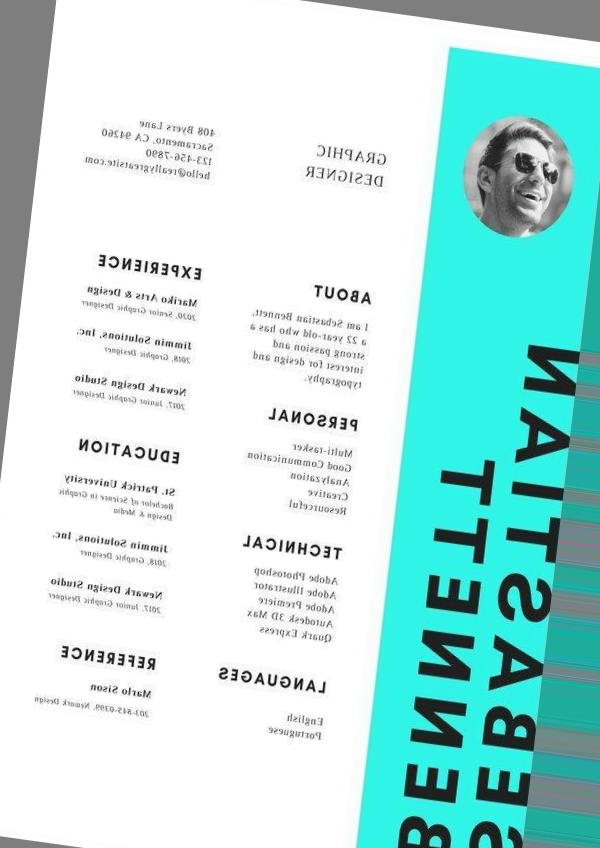 SEBASTIAN
BENNETT
GRAPHIC
DESIGNER
408 Byers Lane
Sacramento, CA 94260
123-456-7890
hello@reallygreatsite.com
ABOUT
I am Sebastian Bennett,
a 22 year-old who has a
strong passion and
interest for design and
typography.
PERSONAL
Multi-tasker
Good Communication
Analyzation
Creative
Resourceful
TECHNICAL
Adobe Photoshop
Adobe Illustrator
Adobe Premiere
Autodesk 3D Max
Quark Express
LANGUAGES
English
Portuguese
EXPERIENCE
Mariko Arts & Design
2020, Senior Graphic Designer
Jimmin Solutions, Inc.
2018, Graphic Designer
Newark Design Studio
2017, Junior Graphic Designer
EDUCATION
St. Patrick University
Bachelor of Science in Graphic
Design & Media
Jimmin Solutions, Inc.
2018, Graphic Designer
Newark Design Studio
2017, Junior Graphic Designer
REFERENCE
Marlo Sison
203-845-0399, Newark Design